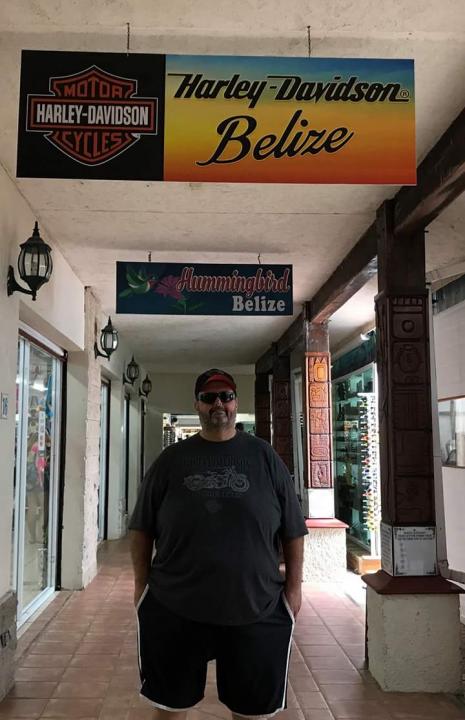 MOTOR
HARLEY-DAVIDSON
CYCLES
Harley-Davidson®
Belize
Hummingbird
Belize